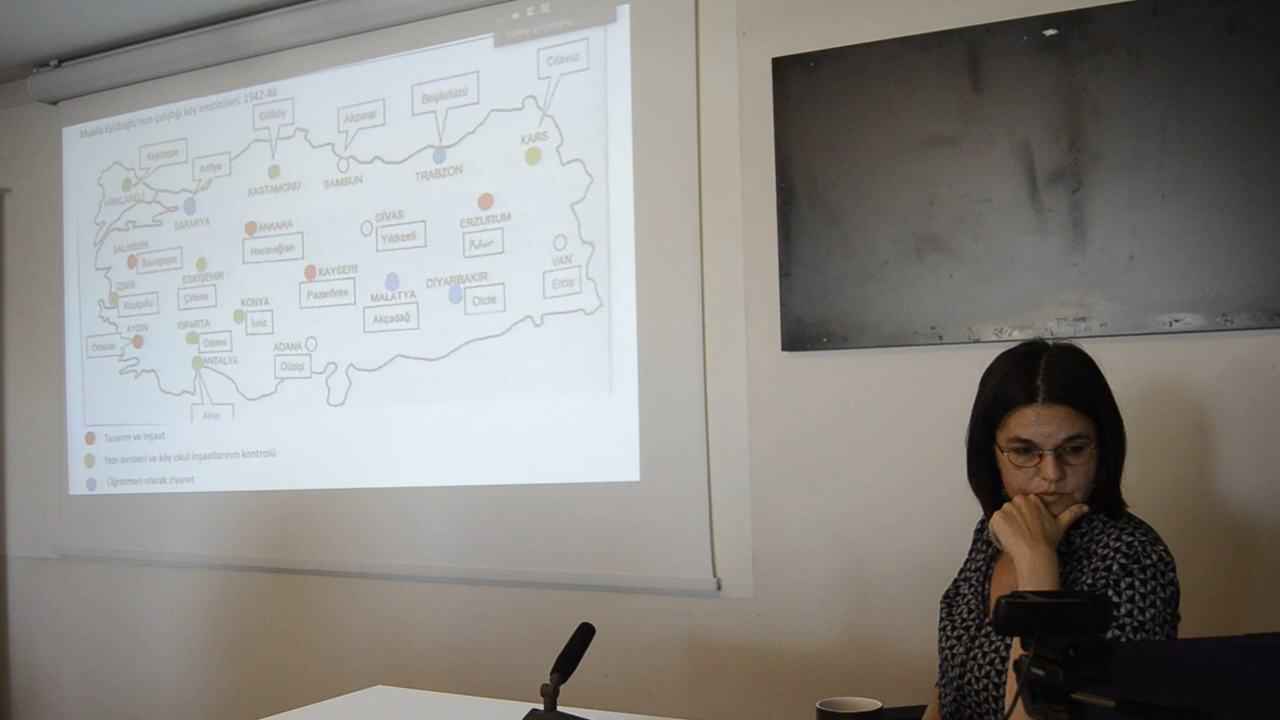 Mualla Eyüboğlu'nun çalıştığı köy enstitüleri, 1942-46
Cılavuz
Beşikdüzü
Gölköy
Akpınar
Kepirtepe
Arifiye
KARS
TRABZON
SAMSUN
KASTAMONU
KIRKLARELİ
SAKARYA
ERZURUM
Pulur
SİVAS
Yıldızeli
ANKARA
Hasanoğlan
VAN
Erciş
BALIKESİR
Savaştepe
ESKİŞEHİR
Çifteler
KAYSERİ
Pazarören
MALATYA
Akçadağ
DİYARBAKIR
Dicle
İZMİR
Kızılçullu
KONYA
İvriz
AYDIN
Ortaklar
ISPARTA
Gönen
ANTALYA
Aksu
ADANA
Düziçi
Tasarım ve inşaat
Yapı dersleri ve köy okul inşaatlarının kontrolü
Öğretmen olarak ziyaret